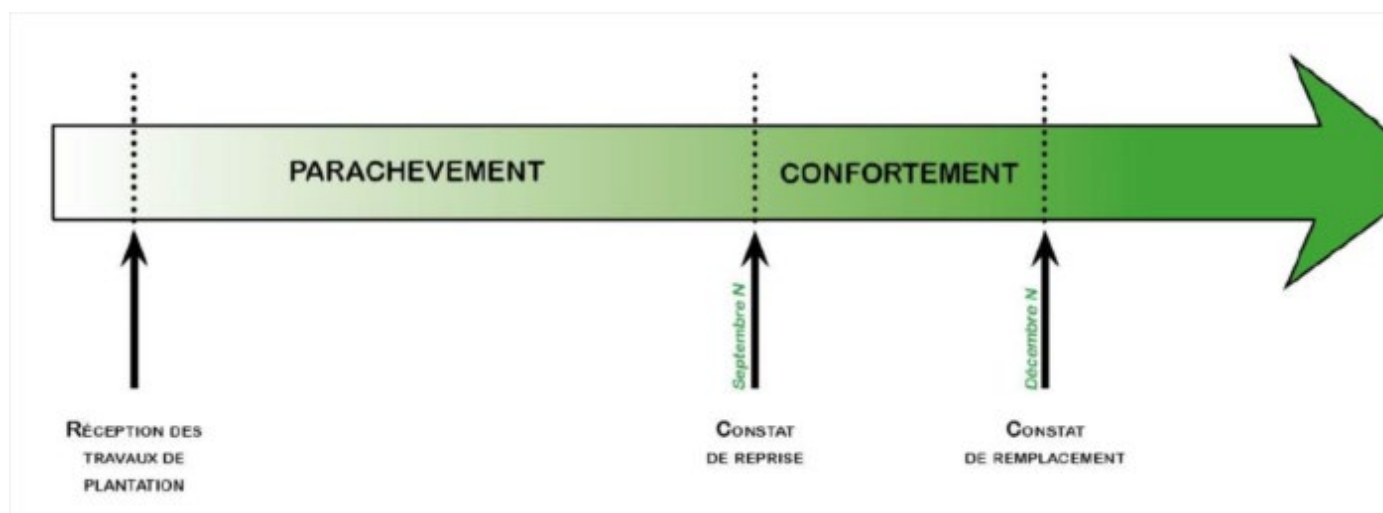 PARACHEVEMENT
CONFORTEMENT
Septembre N
Décembre N
RÉCEPTION DES
TRAVAUX DE
PLANTATION
CONSTAT
DE REPRISE
CONSTAT
DE REMPLACEMENT